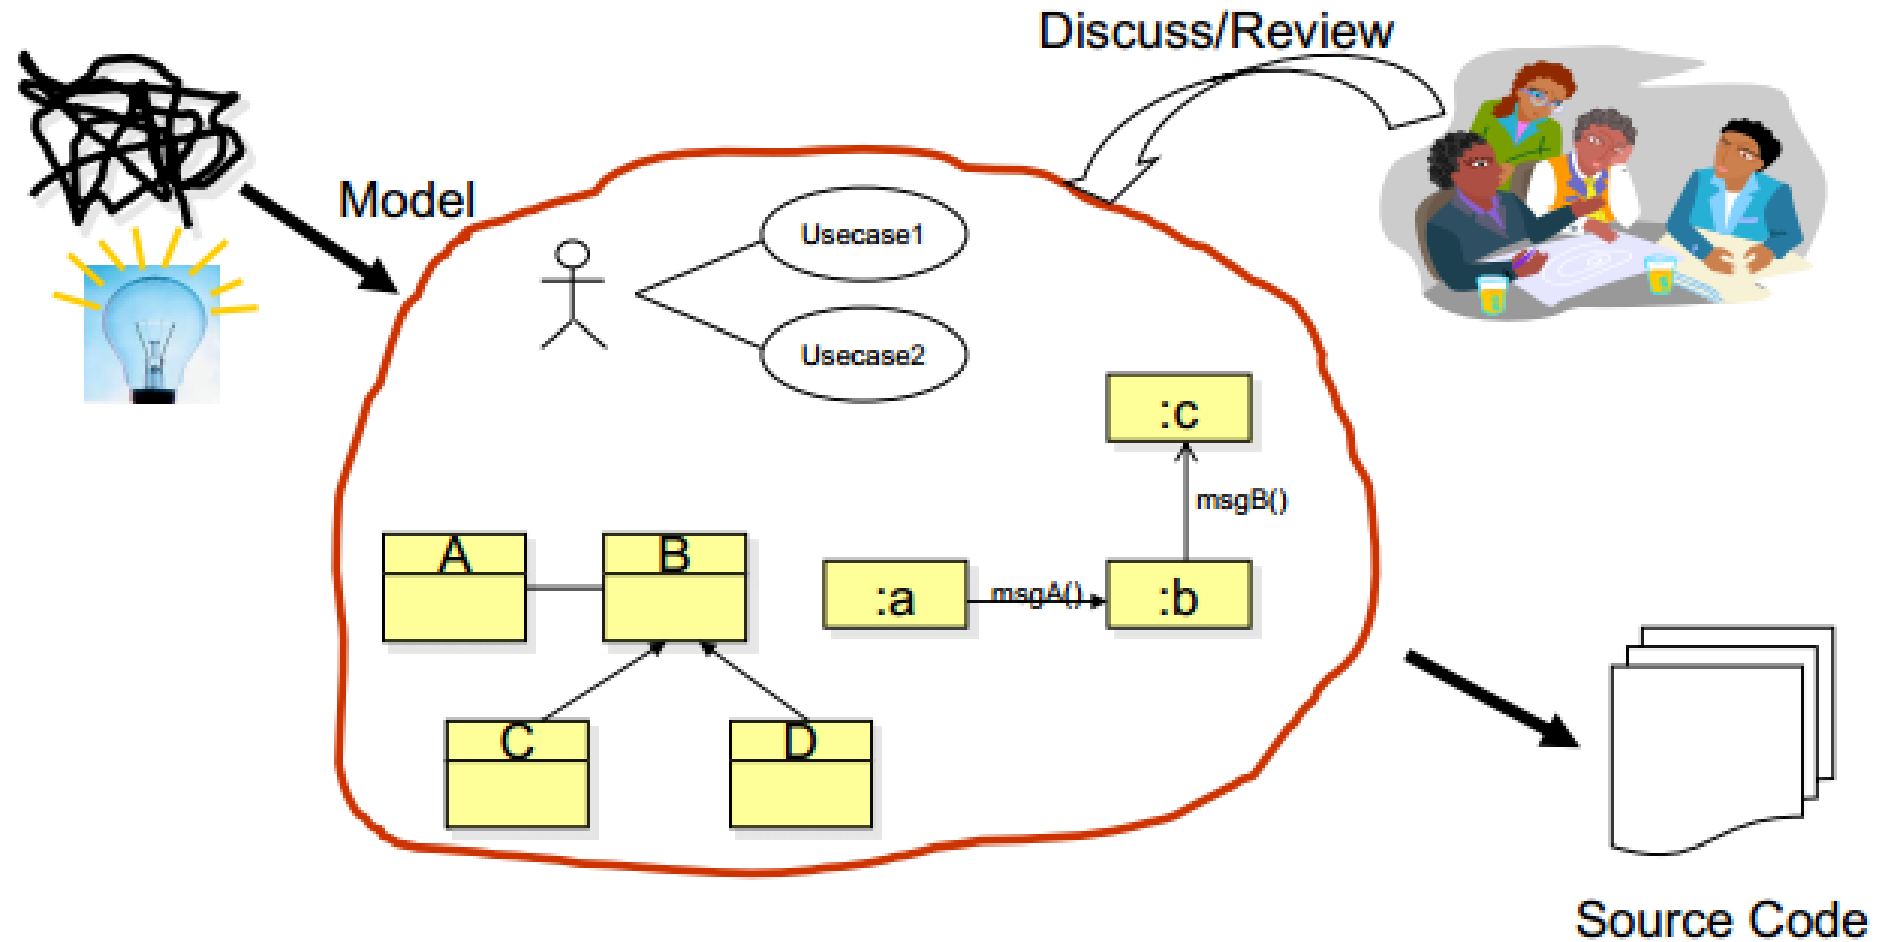 Discuss/Review
Model
Usecase1
Usecase2
:c
msgB()
A
B
:a
msgA()
:b
C
D
Source Code